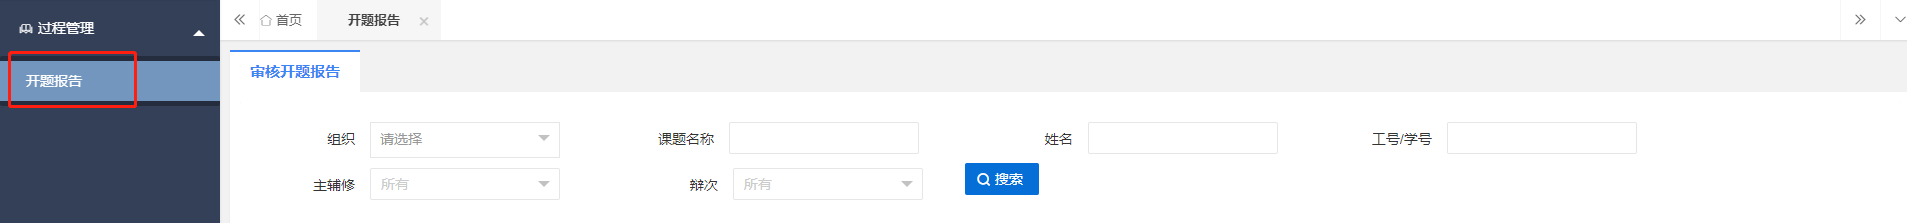 过程管理
首页
开题报告
开题报告
审核开题报告
组织 请选择 课题名称 姓名 工号/学号
主辅修 所有 辩次 所有 搜索